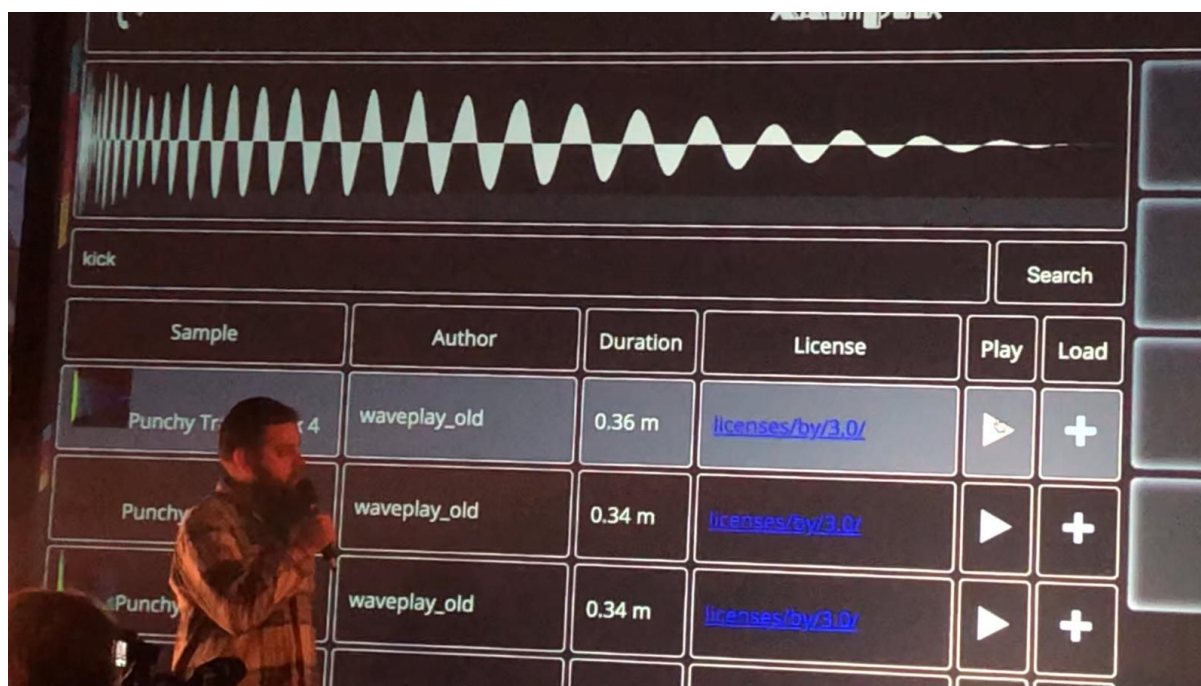 kick
Search
Sample Author Duration License Play Load
Punchy 4 waveplay_old 0.36 m licenses/by/3.0/
Punchy waveplay_old 0.34 m licenses/by/3.0/
Punchy waveplay_old 0.34 m licenses/by/3.0/